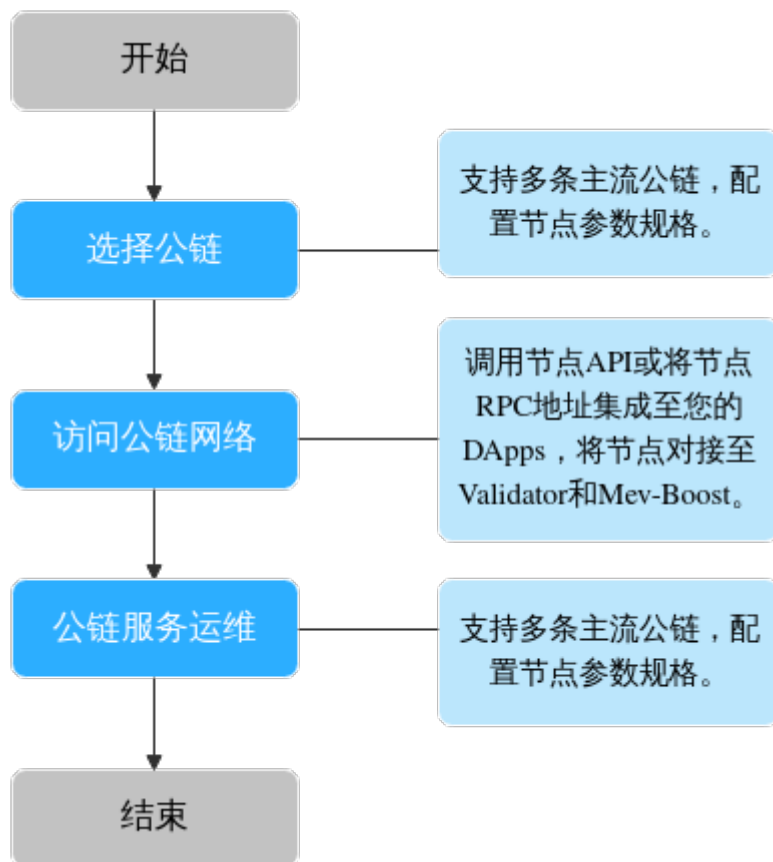 开始
选择公链
支持多条主流公链，配
置节点参数规格。
访问公链网络
调用节点API或将节点
RPC地址集成至您的
DApps，将节点对接至
Validator和Mev-Boost。
公链服务运维
支持多条主流公链，配
置节点参数规格。
结束